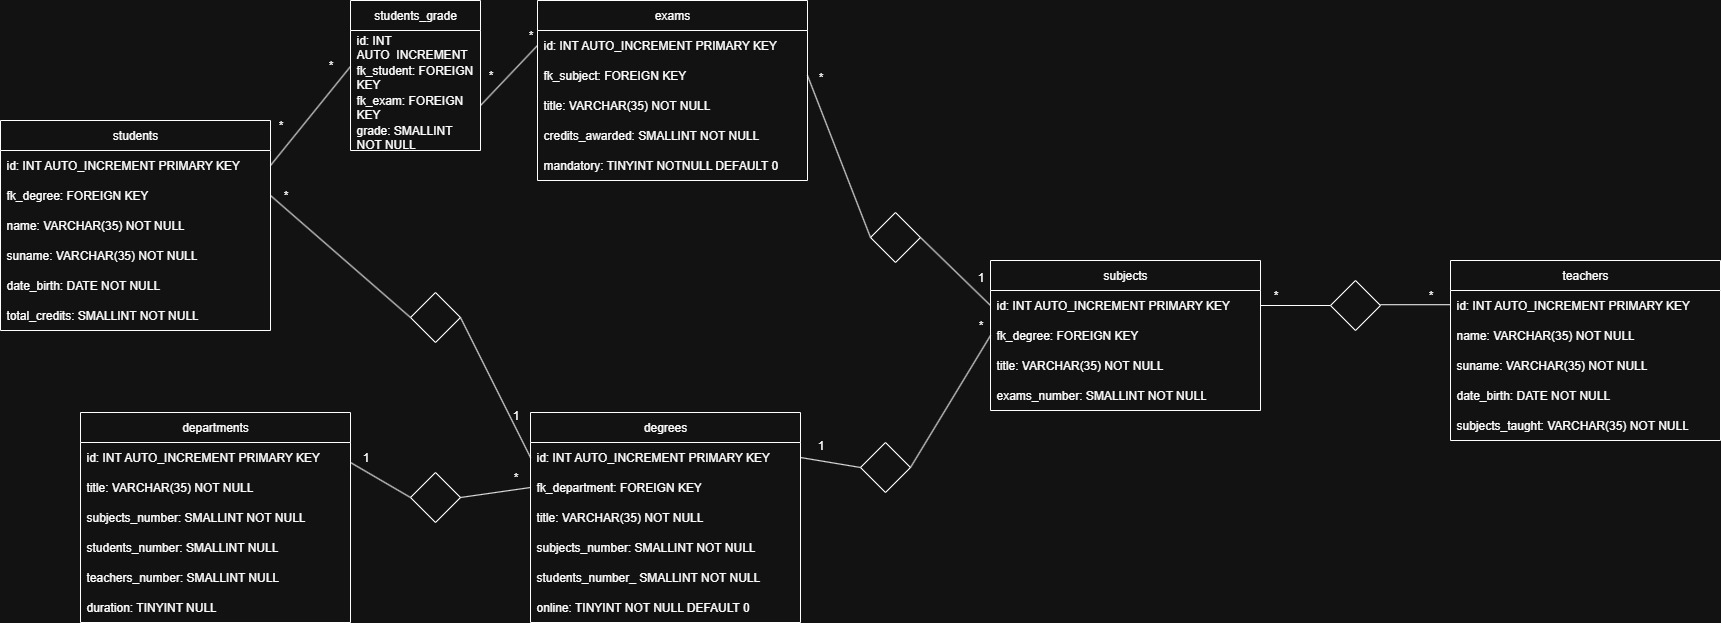 students_grade
id: INT
AUTO_INCREMENT
fk_student: FOREIGN
KEY
fk_exam: FOREIGN
KEY
grade: SMALLINT
NOT NULL
*
*
*
*
exams
id: INT AUTO_INCREMENT PRIMARY KEY
fk_subject: FOREIGN KEY
title: VARCHAR(35) NOT NULL
credits_awarded: SMALLINT NOT NULL
mandatory: TINYINT NOTNULL DEFAULT 0
*
students
id: INT AUTO_INCREMENT PRIMARY KEY
fk_degree: FOREIGN KEY
name: VARCHAR(35) NOT NULL
suname: VARCHAR(35) NOT NULL
date_birth: DATE NOT NULL
total_credits: SMALLINT NOT NULL
*
1
1
*
subjects
id: INT AUTO_INCREMENT PRIMARY KEY
fk_degree: FOREIGN KEY
title: VARCHAR(35) NOT NULL
exams_number: SMALLINT NOT NULL
*
*
teachers
id: INT AUTO_INCREMENT PRIMARY KEY
name: VARCHAR(35) NOT NULL
suname: VARCHAR(35) NOT NULL
date_birth: DATE NOT NULL
subjects_taught: VARCHAR(35) NOT NULL
departments
id: INT AUTO_INCREMENT PRIMARY KEY
title: VARCHAR(35) NOT NULL
subjects_number: SMALLINT NOT NULL
students_number: SMALLINT NULL
teachers_number: SMALLINT NULL
duration: TINYINT NULL
1
*
degrees
id: INT AUTO_INCREMENT PRIMARY KEY
fk_department: FOREIGN KEY
title: VARCHAR(35) NOT NULL
subjects_number: SMALLINT NOT NULL
students_number_ SMALLINT NOT NULL
online: TINYINT NOT NULL DEFAULT 0
1